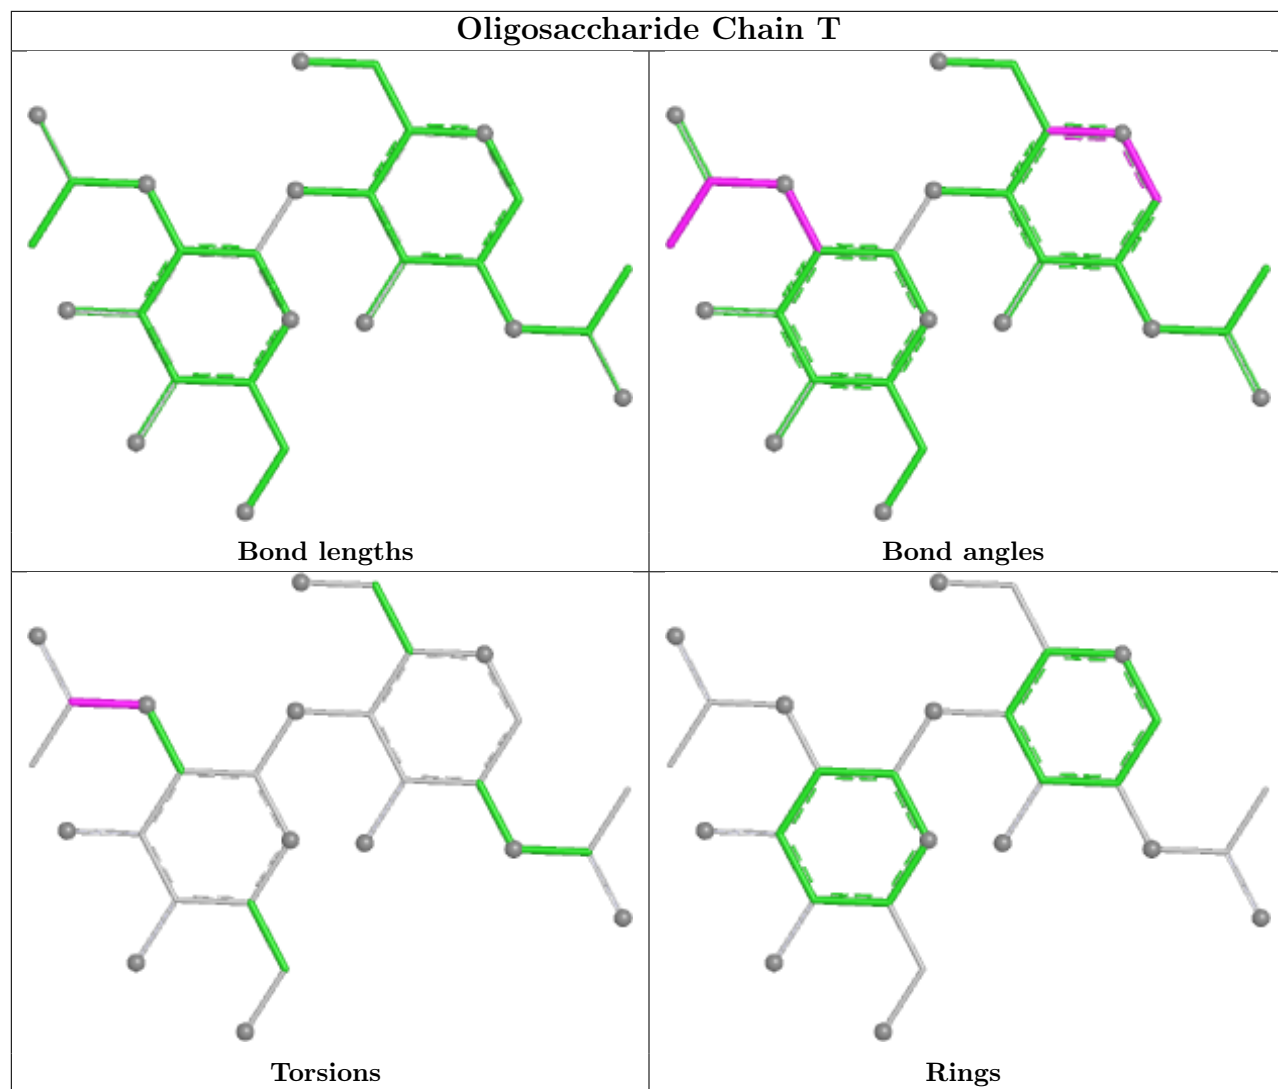 Oligosaccharide Chain T
Bond lengths
Bond angles
Torsions
Rings